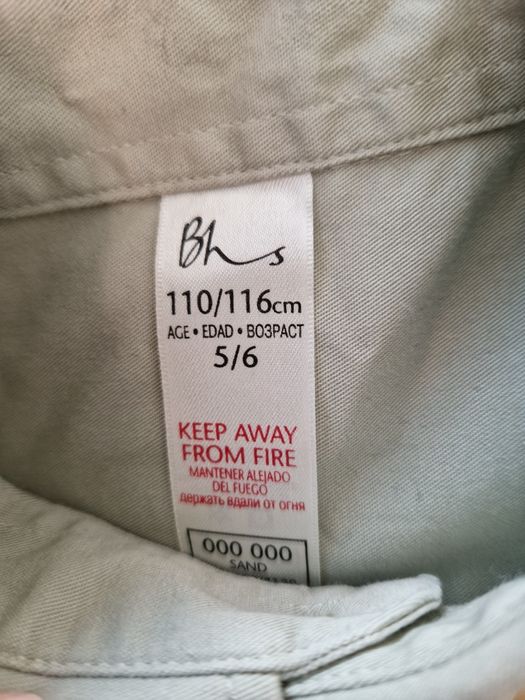 Bhs
110/116cm
AGE • EDAD • ВОЗРАСТ
5/6
KEEP AWAY
FROM FIRE
MANTENER ALEJADO
DEL FUEGO
держать вдали от огня
000 000
SAND